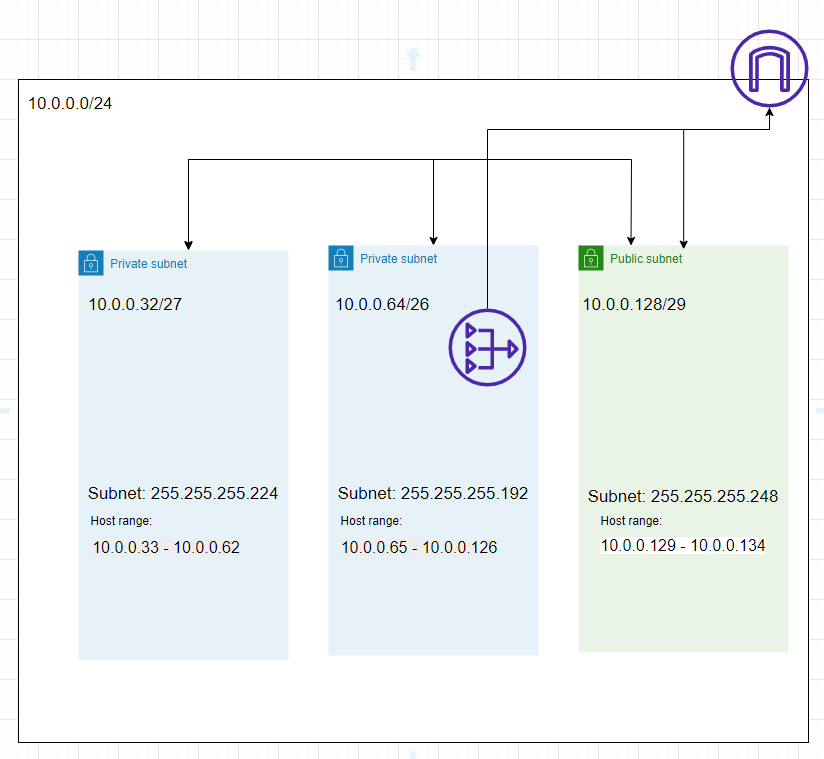 10.0.0.0/24
Private subnet
10.0.0.32/27
Subnet: 255.255.255.224
Host range:
10.0.0.33 - 10.0.0.62
Private subnet
10.0.0.64/26
Subnet: 255.255.255.192
Host range:
10.0.0.65 - 10.0.0.126
Public subnet
10.0.0.128/29
Subnet: 255.255.255.248
Host range:
10.0.0.129 - 10.0.0.134